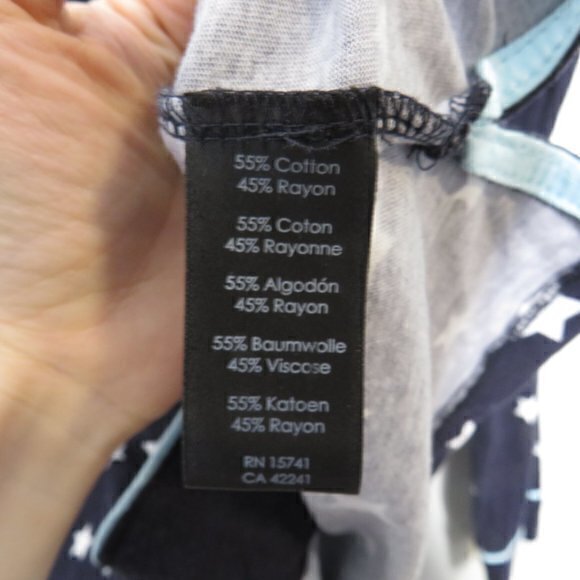 55% Cotton
45% Rayon
55% Coton
45% Rayonne
55% Algodón
45% Rayon
55% Baumwolle
45% Viscose
55% Katoen
45% Rayon
RN 15741
CA 42241